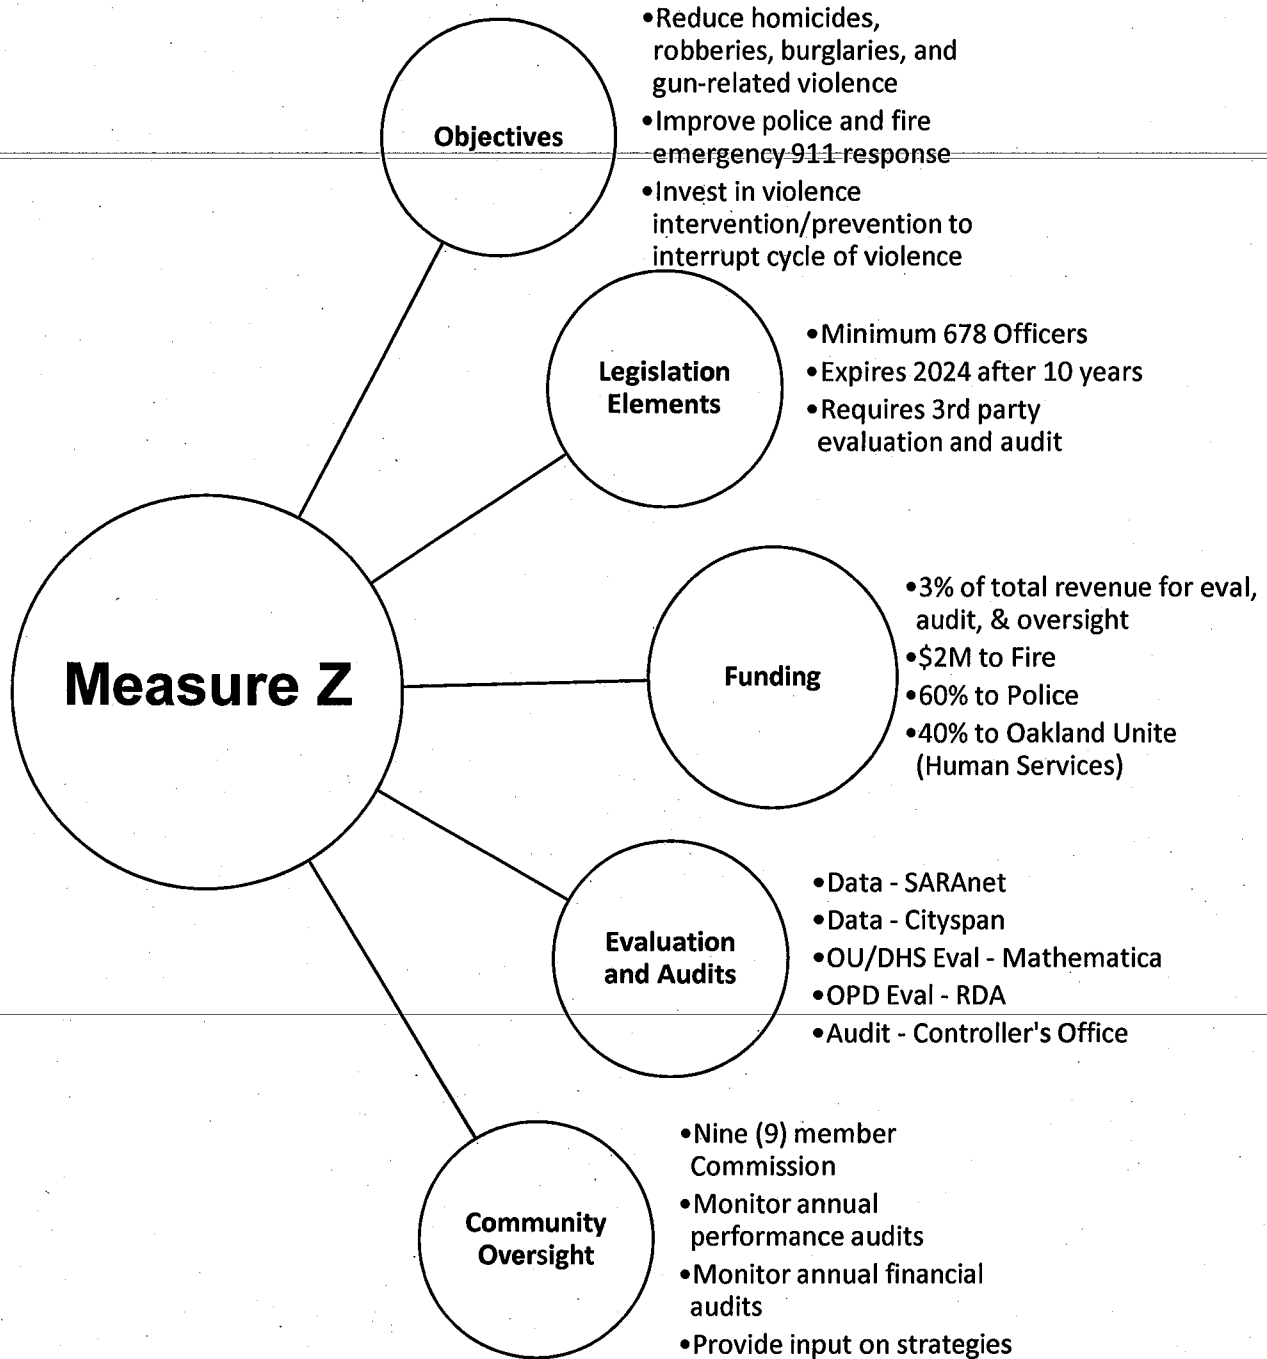 Measure Z
Objectives
•Reduce homicides,
robberies, burglaries, and
gun-related violence
•Improve police and fire
emergency 911 response
•Invest in violence
intervention/prevention to
interrupt cycle of violence
Legislation
Elements
•Minimum 678 Officers
•Expires 2024 after 10 years
•Requires 3rd party
evaluation and audit
Funding
•3% of total revenue for eval,
audit, & oversight
•$2M to Fire
•60% to Police
•40% to Oakland Unite
(Human Services)
Evaluation
and Audits
•Data - SARAnet
•Data - Cityspan
•OU/DHS Eval - Mathematica
•OPD Eval - RDA
•Audit - Controller's Office
Community
Oversight
•Nine (9) member
Commission
•Monitor annual
performance audits
•Monitor annual financial
audits
•Provide input on strategies